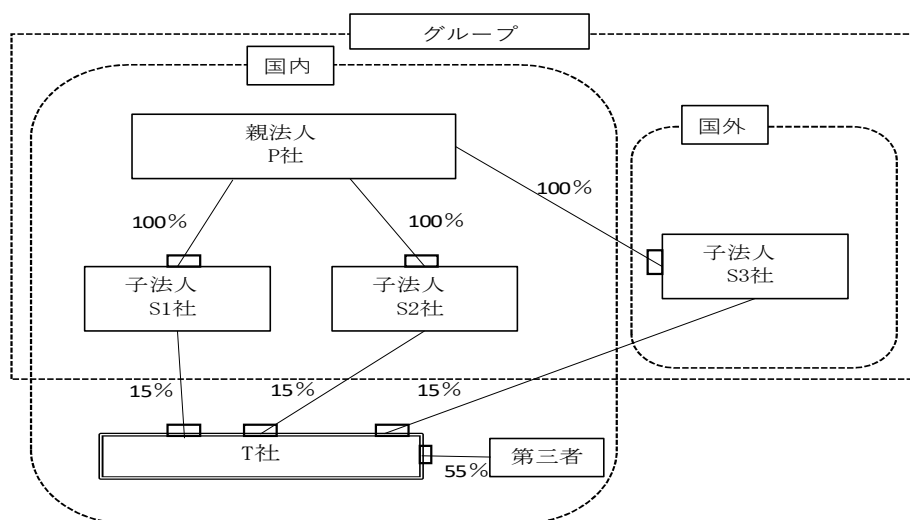 グループ
国内
国外
親法人
P社
100%
100%
100%
子法人
S1社
子法人
S2社
子法人
S3社
15%
15%
15%
T社
55%
第三者